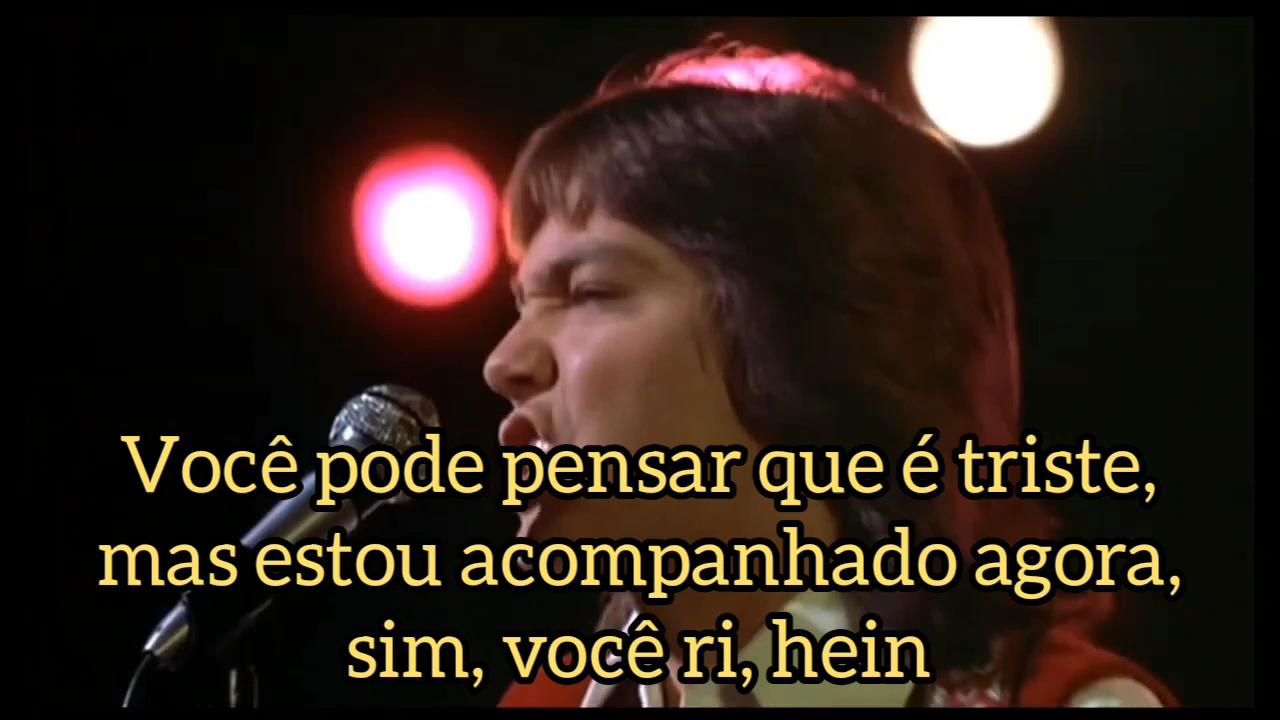 Você pode pensar que é triste,
mas estou acompanhado agora,
sim, você ri, hein